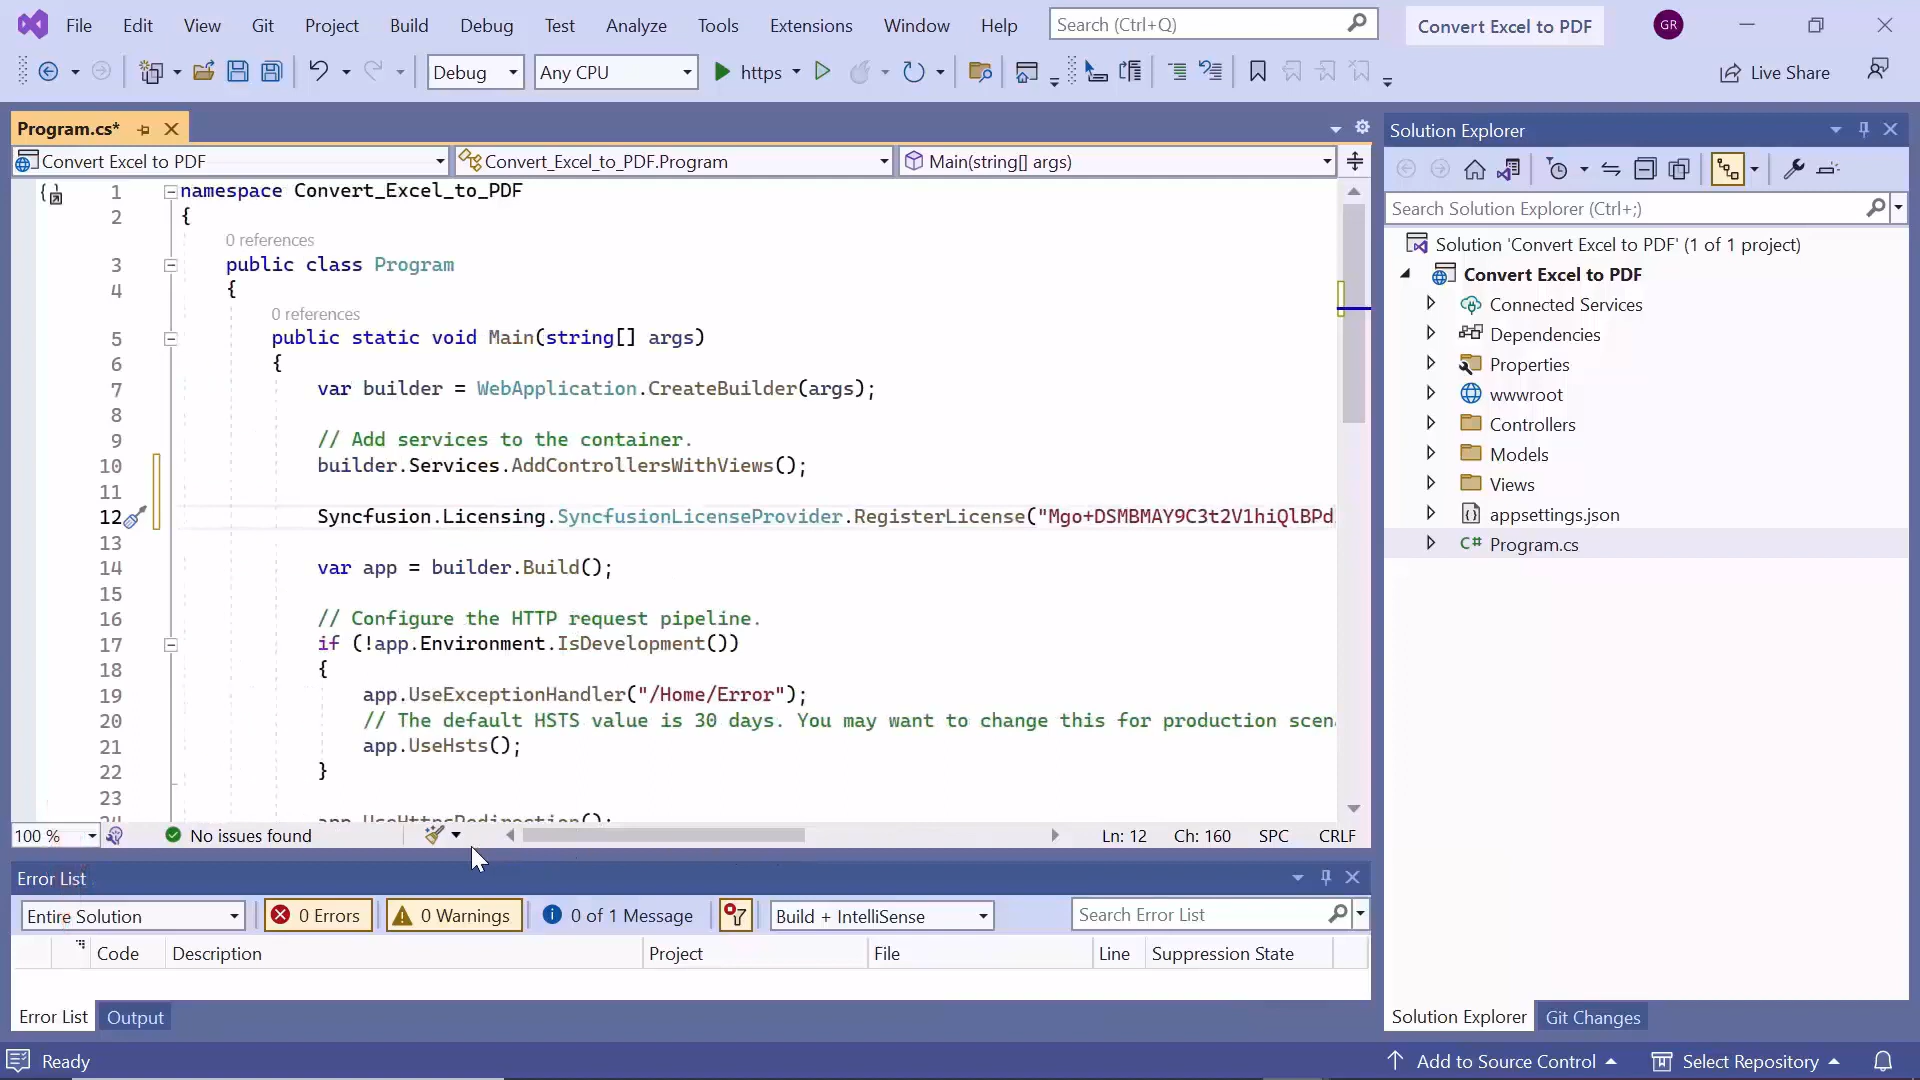 File Edit View Git Project Build Debug Test Analyze Tools Extensions Window Help Search (Ctrl+Q) Convert Excel to PDF GR
Debug Any CPU https Live Share
Program.cs*
Convert Excel to PDF Convert_Excel_to_PDF.Program Main(string[] args)
1 namespace Convert_Excel_to_PDF
2 {
0 references
3 public class Program
4 {
0 references
5 public static void Main(string[] args)
6 {
7 var builder = WebApplication.CreateBuilder(args);
8
9 // Add services to the container.
10 builder.Services.AddControllersWithViews();
11
12 Syncfusion.Licensing.SyncfusionLicenseProvider.RegisterLicense("Mgo+DSMBMAY9C3t2V1hiQlBPd
13
14 var app = builder.Build();
15
16 // Configure the HTTP request pipeline.
17 if (!app.Environment.IsDevelopment())
18 {
19 app.UseExceptionHandler("/Home/Error");
20 // The default HSTS value is 30 days. You may want to change this for production scena
21 app.UseHsts();
22 }
23
24 app.UseHttpsRedirection();
100 % No issues found Ln: 12 Ch: 160 SPC CRLF
Error List
Entire Solution 0 Errors 0 Warnings 0 of 1 Message Build + IntelliSense Search Error List
Code Description Project File Line Suppression State
Error List Output
Solution Explorer
Search Solution Explorer (Ctrl+;)
Solution 'Convert Excel to PDF' (1 of 1 project)
Convert Excel to PDF
Connected Services
Dependencies
Properties
wwwroot
Controllers
Models
Views
appsettings.json
C# Program.cs
Solution Explorer Git Changes
Ready Add to Source Control Select Repository